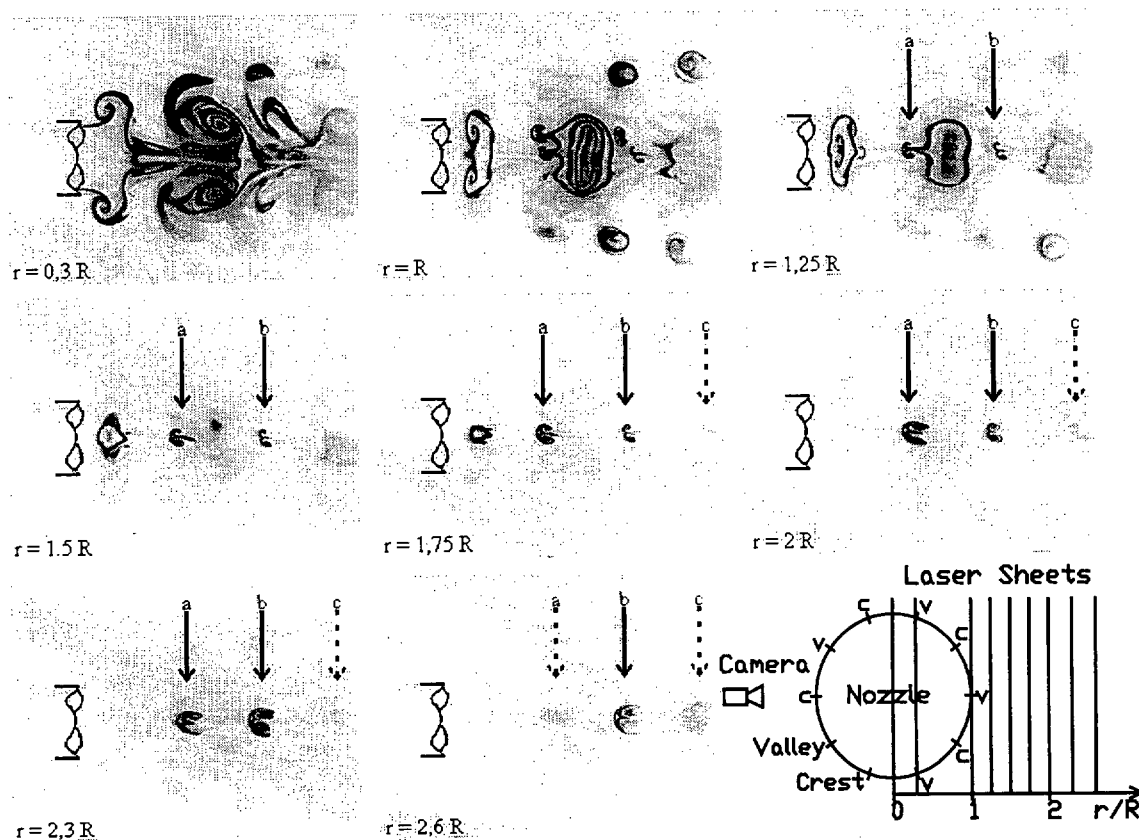 a b
r = 0,3 R
r = R
r = 1,25 R
a b
a b c
a b c
r = 1.5 R
r = 1,75 R
r = 2 R
Laser Sheets
a b c
a b c
c v
v c
Camera
c Nozzle v
Valley c
Crest v
0 1 2 r/R
r = 2,3 R
r = 2,6 R